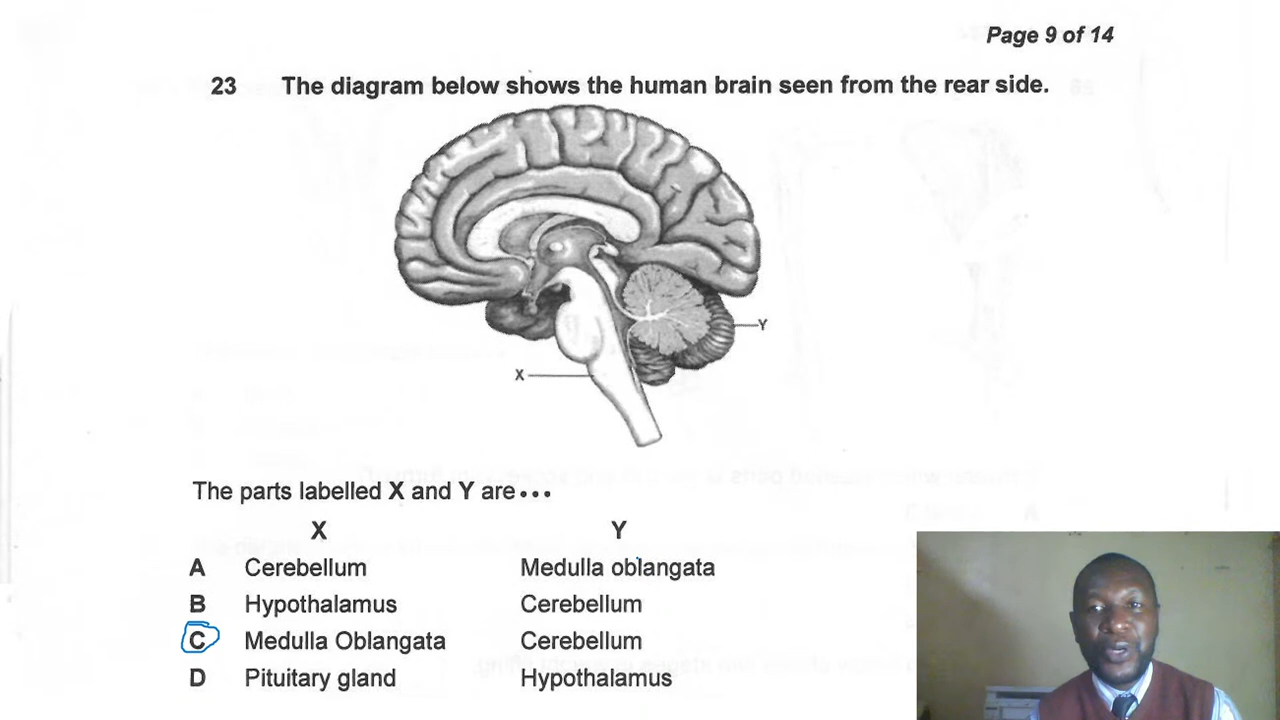 Page 9 of 14
23 The diagram below shows the human brain seen from the rear side.
Y
X
The parts labelled X and Y are...
X Y
A Cerebellum Medulla oblangata
B Hypothalamus Cerebellum
C Medulla Oblangata Cerebellum
D Pituitary gland Hypothalamus